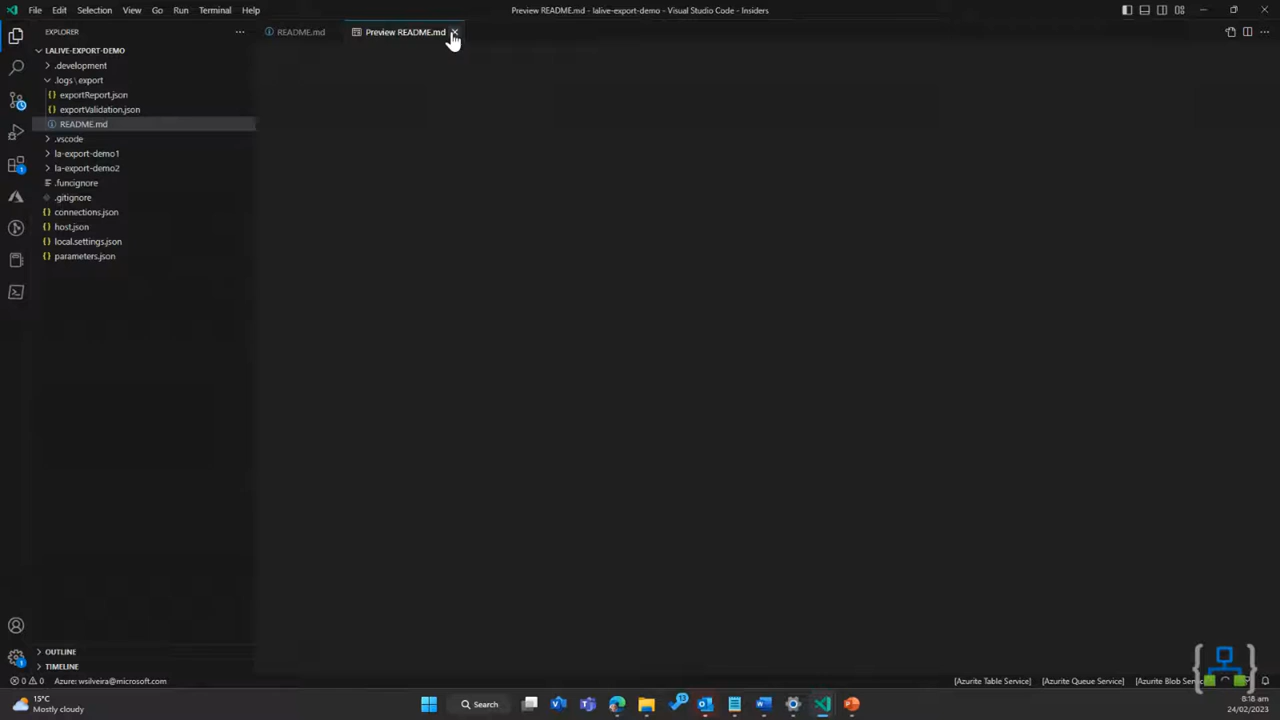 File Edit Selection View Go Run Terminal Help
Preview README.md - lalive-export-demo - Visual Studio Code - Insiders
EXPLORER
README.md
Preview README.md
LALIVE-EXPORT-DEMO
.development
.logs \ export
exportReport.json
exportValidation.json
README.md
.vscode
la-export-demo1
la-export-demo2
.funcignore
.gitignore
connections.json
host.json
local.settings.json
parameters.json
OUTLINE
TIMELINE
0 0 Azure: wsilveira@microsoft.com
[Azurite Table Service] [Azurite Queue Service]
15°C
Mostly cloudy
Search
13
8:18 am
24/02/2023